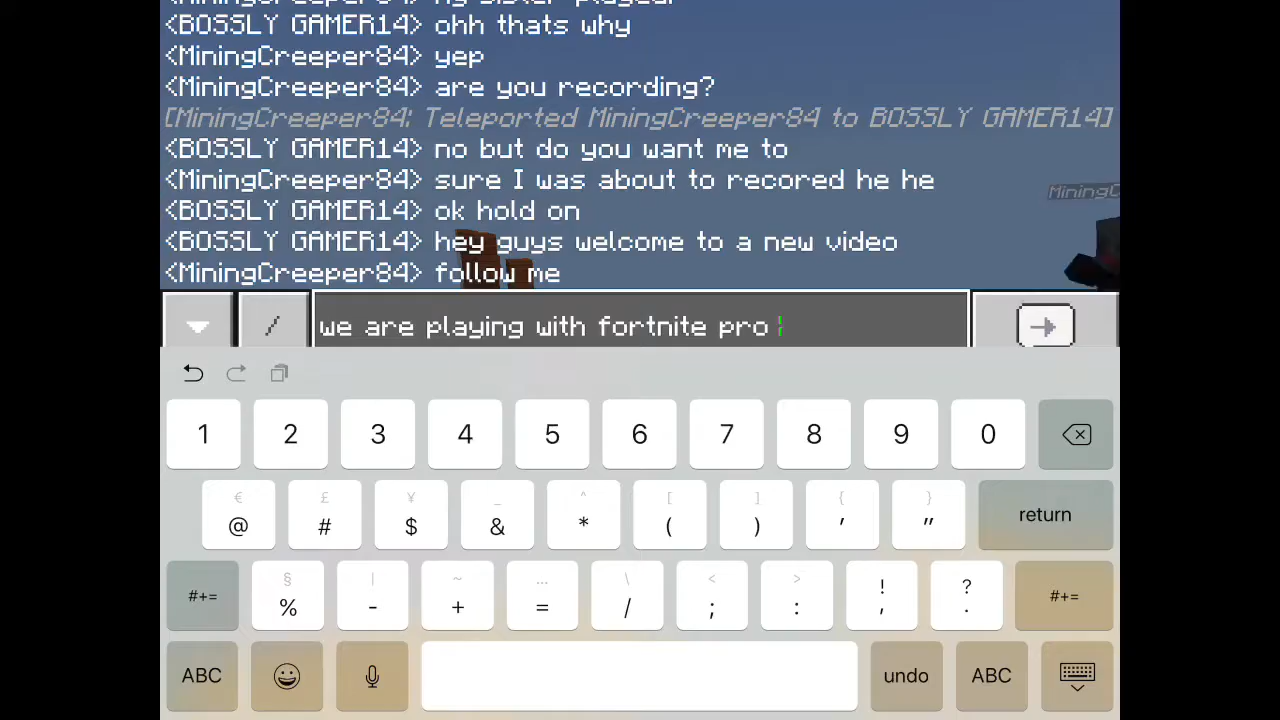 <BOSSLY GAMER14> ohh thats why
<MiningCreeper84> yep
<MiningCreeper84> are you recording?
[MiningCreeper84: Teleported MiningCreeper84 to BOSSLY GAMER14]
<BOSSLY GAMER14> no but do you want me to
<MiningCreeper84> sure I was about to recored he he
MiningC
<BOSSLY GAMER14> ok hold on
<BOSSLY GAMER14> hey guys welcome to a new video
<MiningCreeper84> follow me
/ we are playing with fortnite pro
1 2 3 4 5 6 7 8 9 0
€ £ ¥ _ ^ [ ] { }
@ # $ & * ( ) ' " return
§ | ~ … \ < > ! ?
#+= % - + = / ; : , . #+=
ABC undo ABC